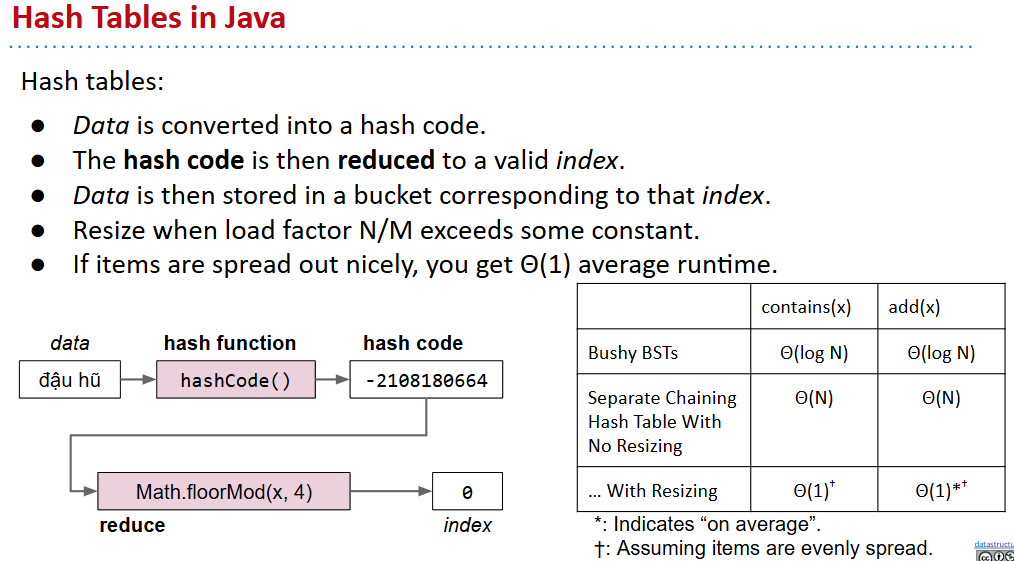 Hash Tables in Java
Hash tables:
● Data is converted into a hash code.
● The hash code is then reduced to a valid index.
● Data is then stored in a bucket corresponding to that index.
● Resize when load factor N/M exceeds some constant.
● If items are spread out nicely, you get Θ(1) average runtime.
data
hash function
hash code
đậu hũ
hashCode()
-2108180664
Math.floorMod(x, 4)
0
reduce
index
contains(x) add(x)
Bushy BSTs Θ(log N) Θ(log N)
Separate Chaining Θ(N) Θ(N)
Hash Table With
No Resizing
... With Resizing Θ(1)† Θ(1)*†
*: Indicates “on average”.
†: Assuming items are evenly spread.